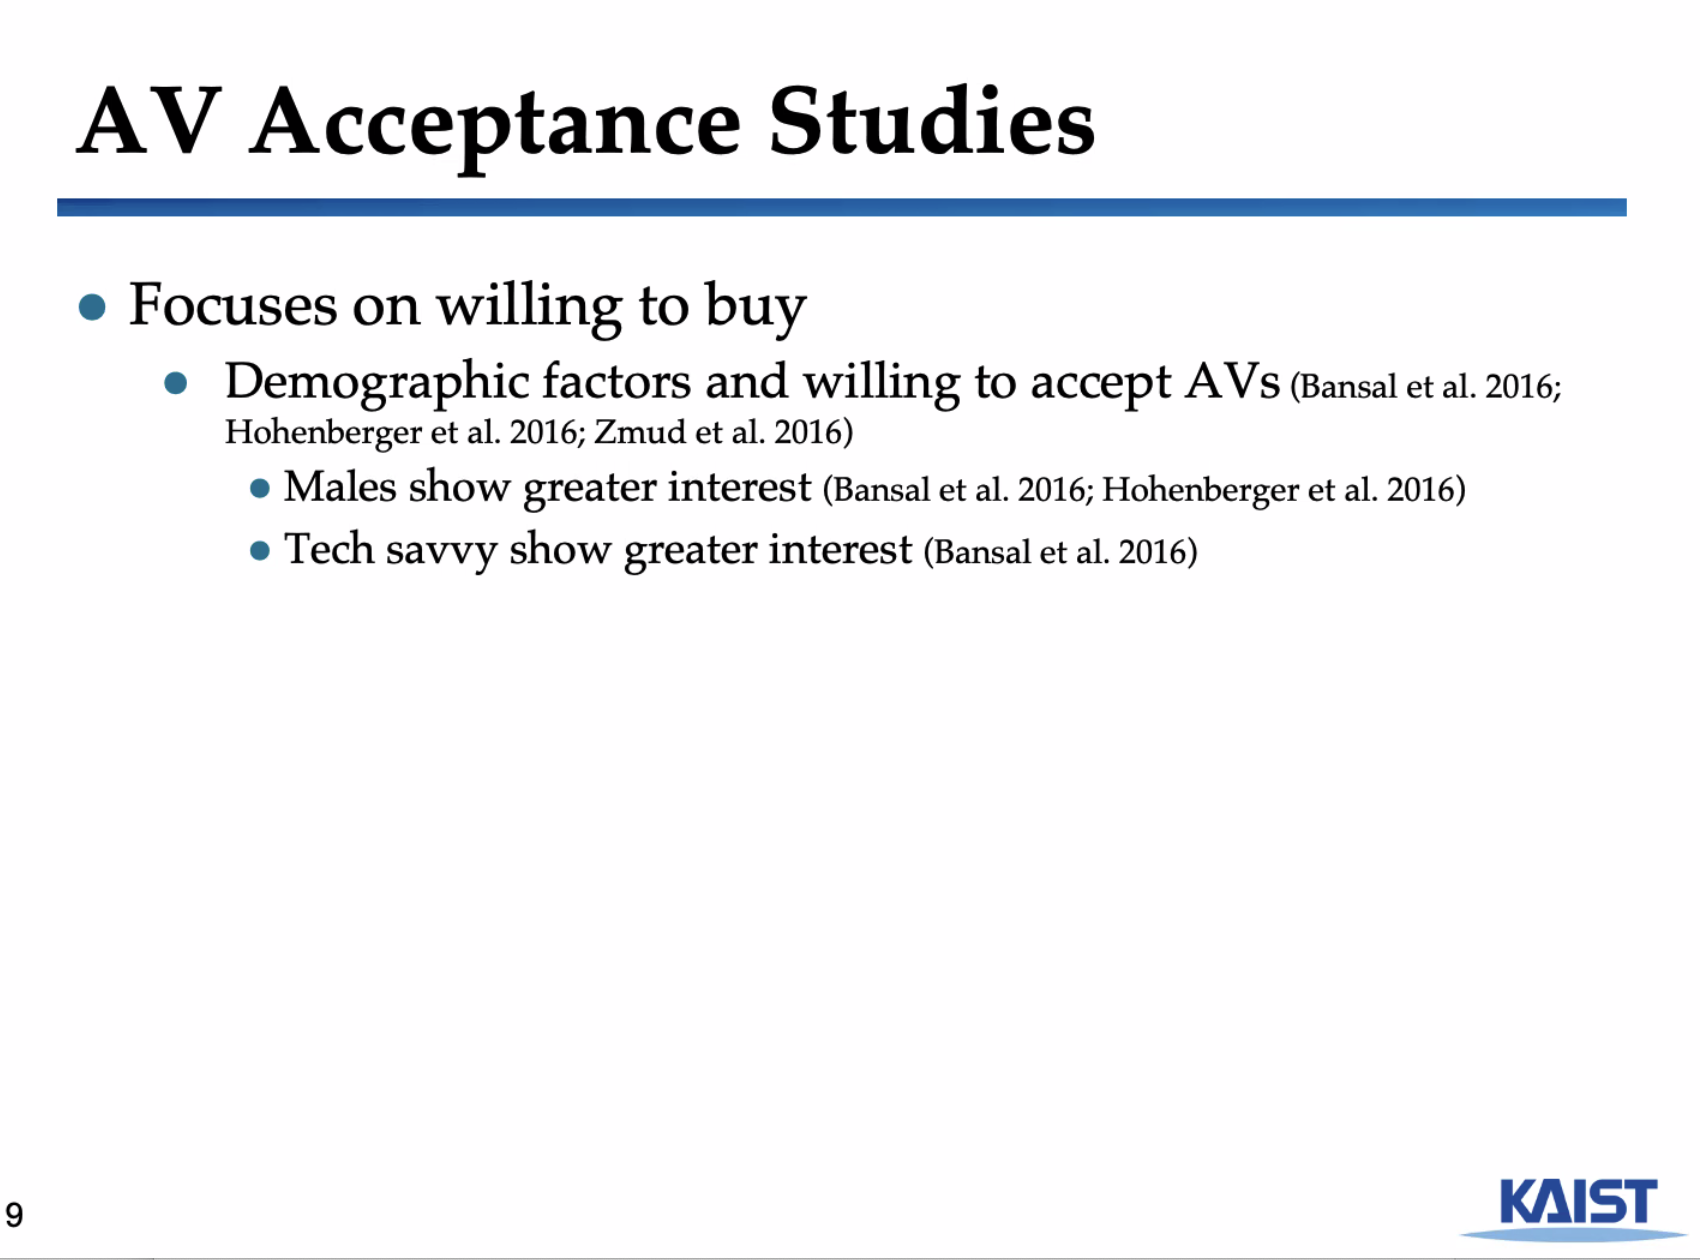 AV Acceptance Studies
Focuses on willing to buy
Demographic factors and willing to accept AVs (Bansal et al. 2016;
Hohenberger et al. 2016; Zmud et al. 2016)
Males show greater interest (Bansal et al. 2016; Hohenberger et al. 2016)
Tech savvy show greater interest (Bansal et al. 2016)
9
KAIST